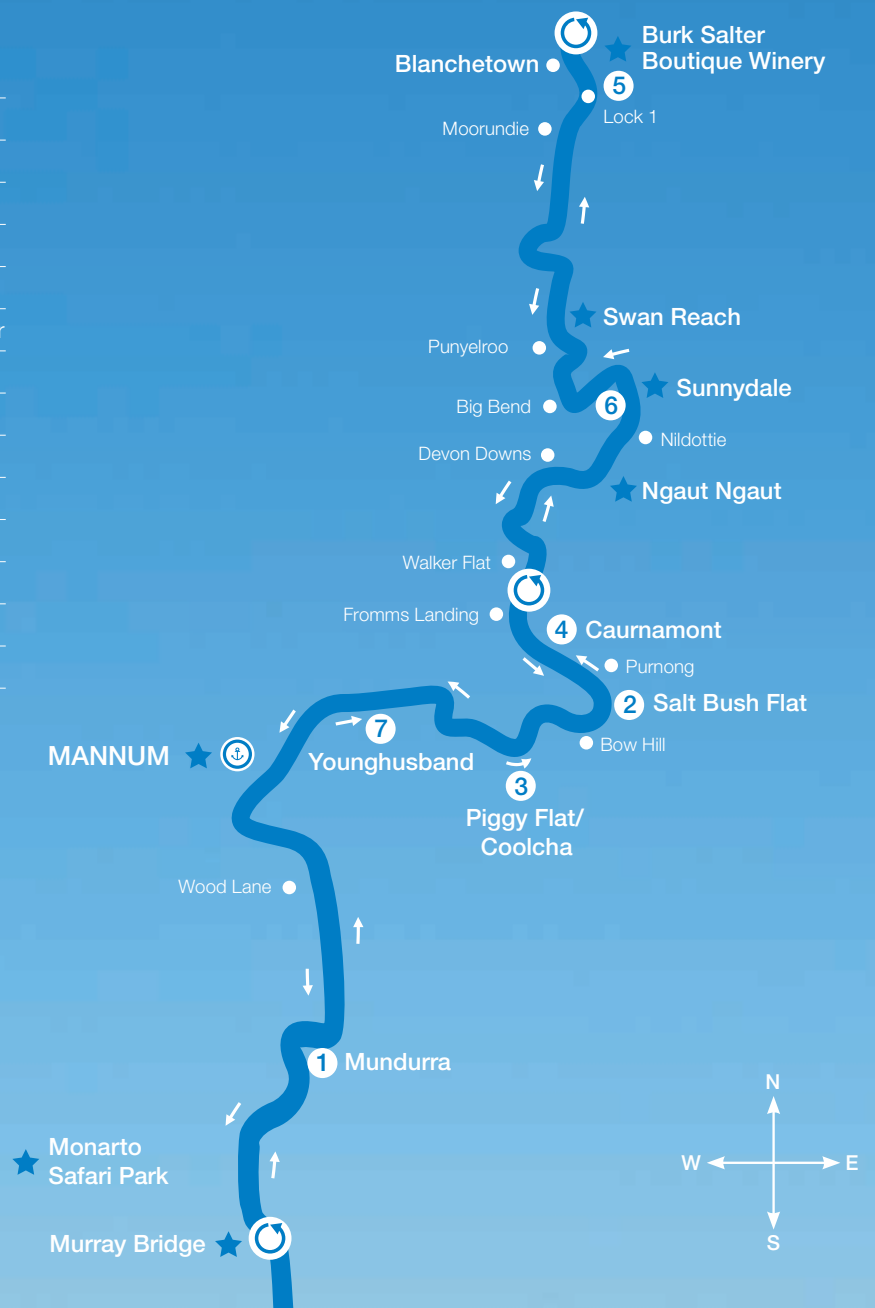 Burk Salter
Boutique Winery
Blanchetown
5
Lock 1
Moorundie
r
Swan Reach
Punyelroo
Sunnydale
Big Bend
6
Nildottie
Devon Downs
Ngaut Ngaut
Walker Flat
Fromms Landing
4 Caurnamont
Purnong
2 Salt Bush Flat
7
Bow Hill
MANNUM
Younghusband
3
Piggy Flat/
Coolcha
Wood Lane
1 Mundurra
N
Monarto
Safari Park
W E
S
Murray Bridge